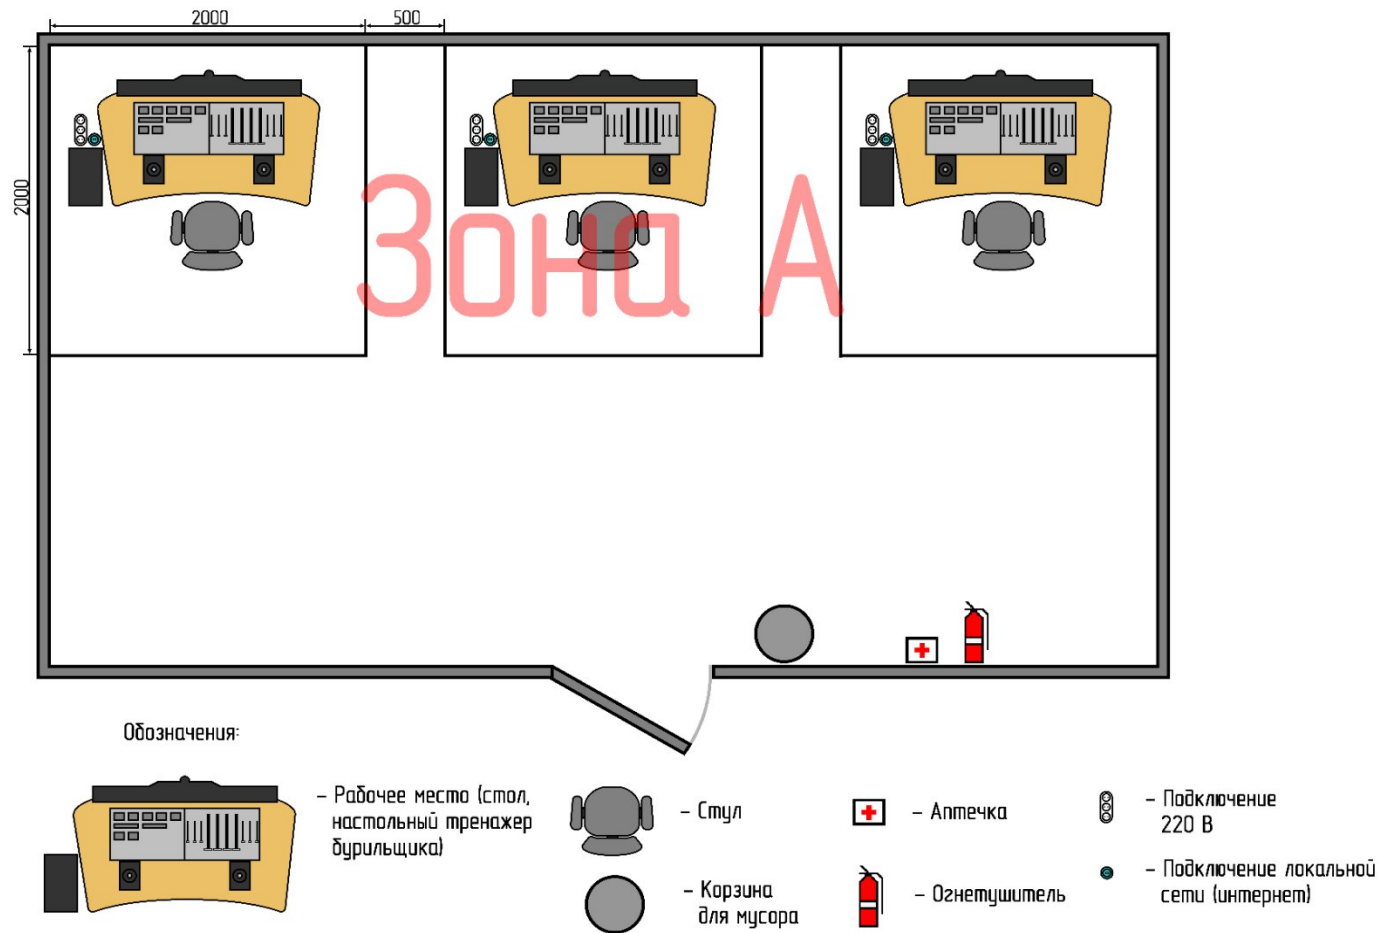 2000
500
2000
Зона А
Обозначения:
– Рабочее место (стол,
настольный тренажер
бурильщика)
– Стул
– Корзина
для мусора
– Аптечка
– Огнетушитель
– Подключение
220 В
– Подключение локальной
сети (интернет)